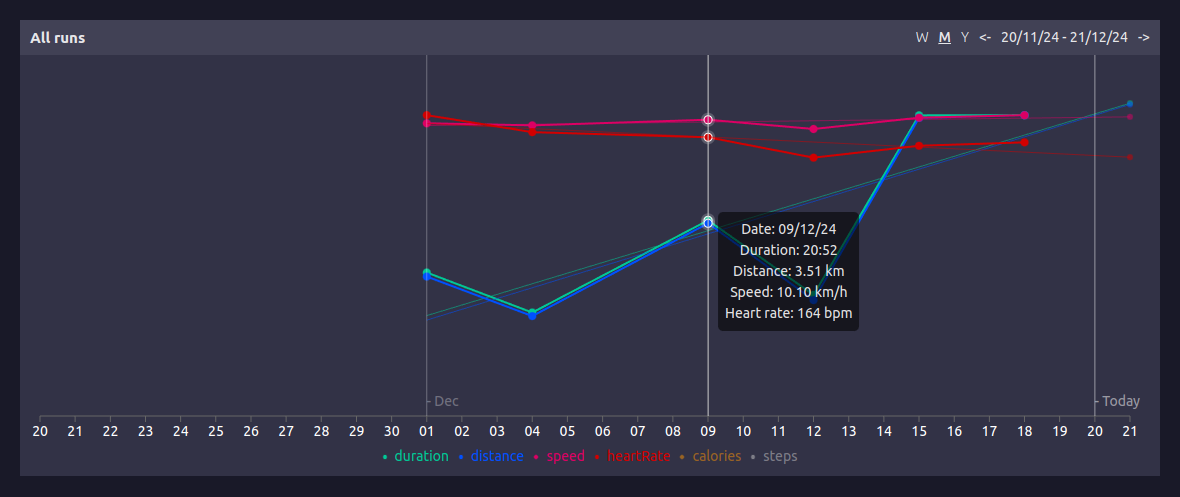 All runs
W M Y <- 20/11/24 - 21/12/24 ->
Date: 09/12/24
Duration: 20:52
Distance: 3.51 km
Speed: 10.10 km/h
Heart rate: 164 bpm
Dec
Today
20 21 22 23 24 25 26 27 28 29 30 01 02 03 04 05 06 07 08 09 10 11 12 13 14 15 16 17 18 19 20 21
duration distance speed heartRate calories steps